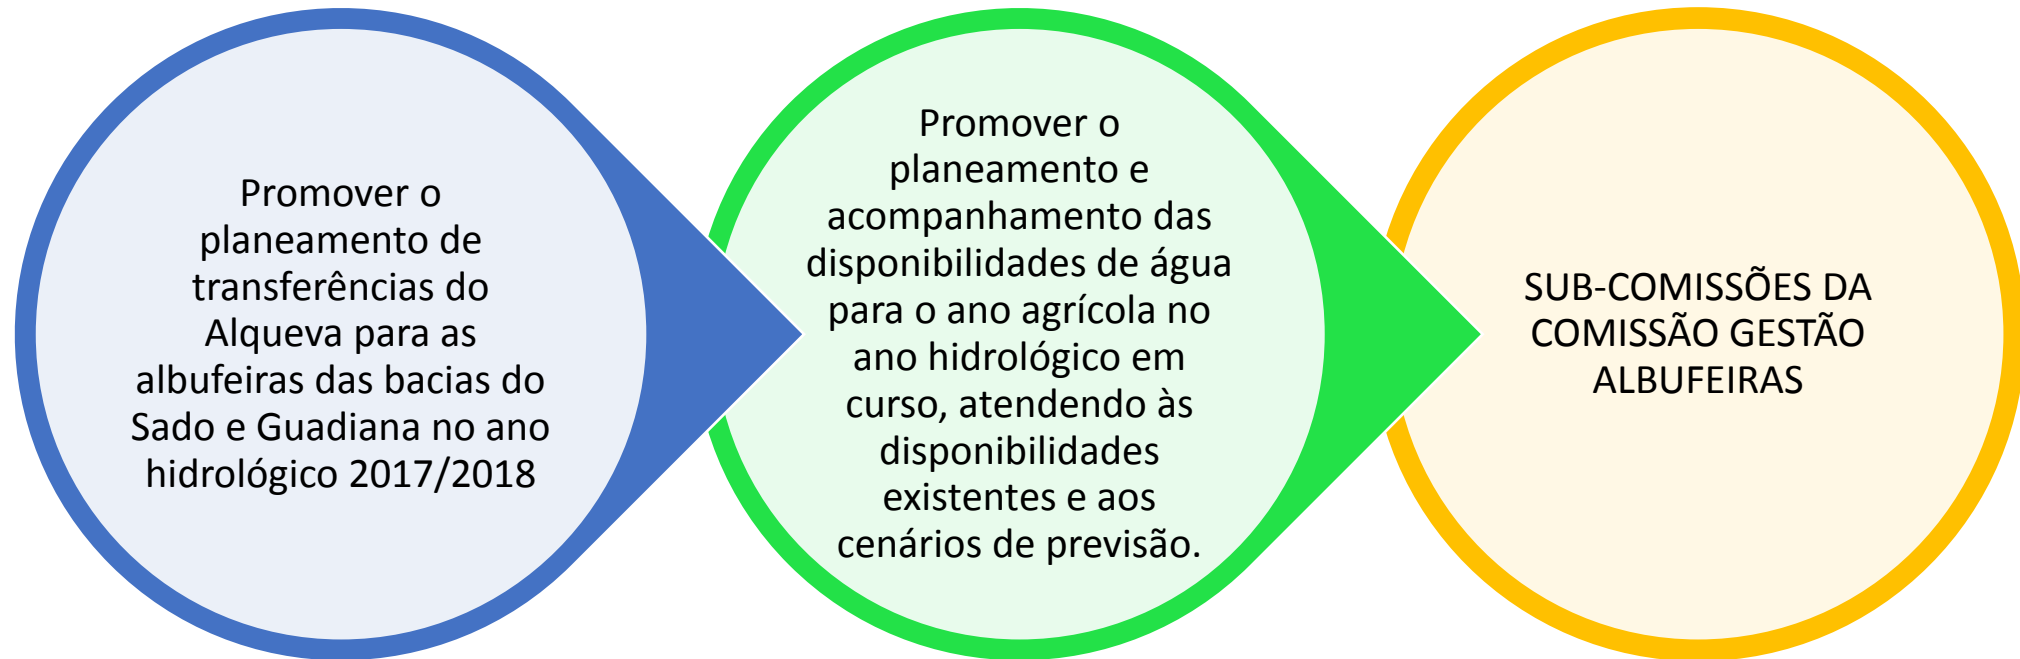 Promover o
planeamento de
transferências do
Alqueva para as
albufeiras das bacias do
Sado e Guadiana no ano
hidrológico 2017/2018
Promover o
planeamento e
acompanhamento das
disponibilidades de água
para o ano agrícola no
ano hidrológico em
curso, atendendo às
disponibilidades
existentes e aos
cenários de previsão.
SUB-COMISSÕES DA
COMISSÃO GESTÃO
ALBUFEIRAS